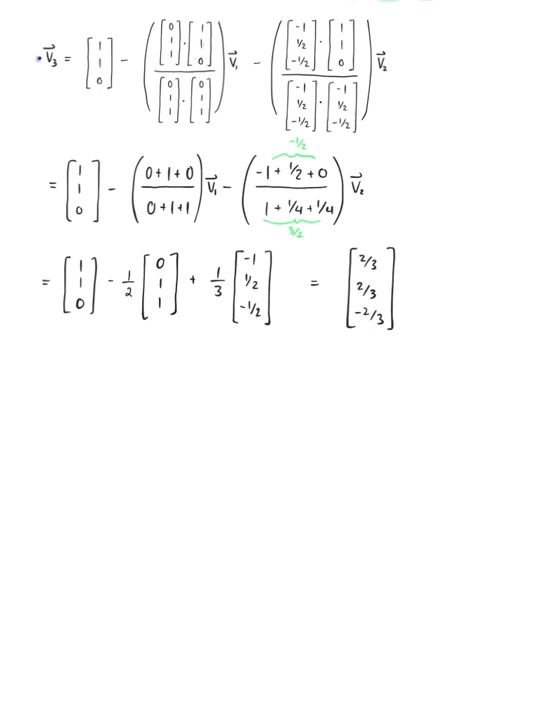 • V⃗₃ = [1 1 0] - ([0 1 1] · [1 1 0] / [0 1 1] · [0 1 1]) V⃗₁ - ([-1 1/2 -1/2] · [1 1 0] / [-1 1/2 -1/2] · [-1 1/2 -1/2]) V⃗₂
-1/2
= [1 1 0] - (0+1+0 / 0+1+1) V⃗₁ - (-1 + 1/2 + 0 / 1 + 1/4 + 1/4) V⃗₂
3/2
= [1 1 0] - 1/2 [0 1 1] + 1/3 [-1 1/2 -1/2] = [2/3 2/3 -2/3]